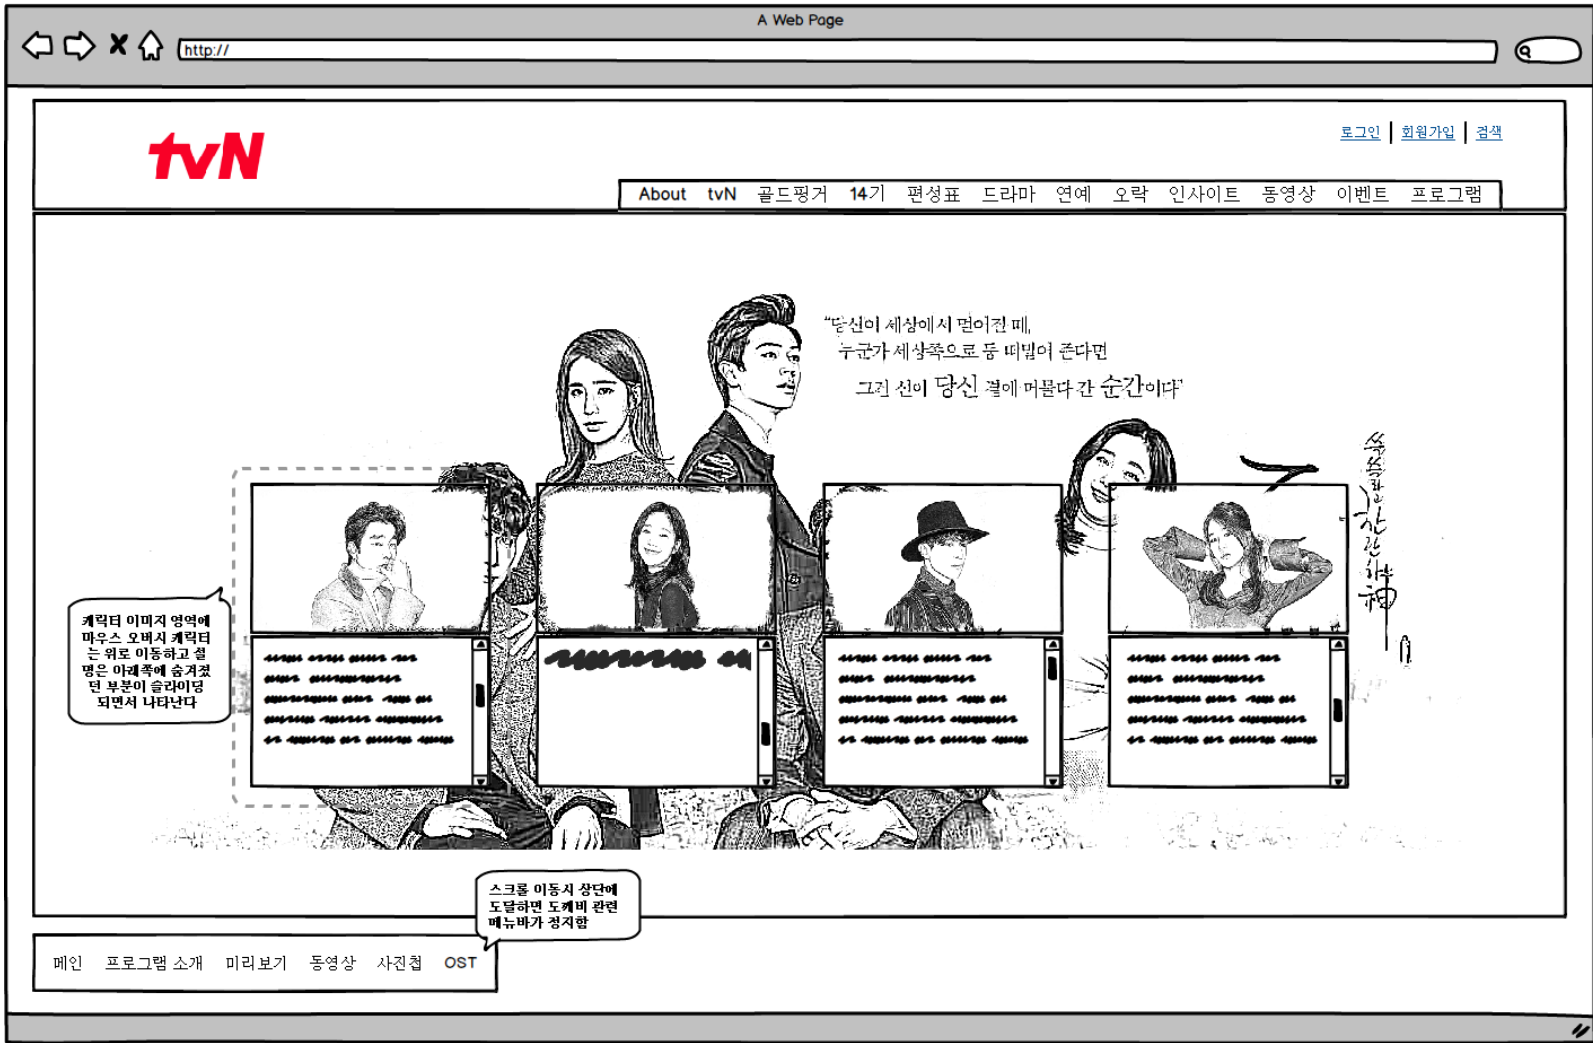 A Web Page
http://
tvN
로그인 회원가입 검색
About tvN 골드핑거 14기 편성표 드라마 연예 오락 인사이트 동영상 이벤트 프로그램
"당신이 세상에서 멀어질 때,
누군가 세상쪽으로 등 떠밀어 준다면
그건 신이 당신 곁에 머물다 간 순간이다"
쓸쓸하고
찬란하神
캐릭터 이미지 영역에
마우스 오버시 캐릭터
는 위로 이동하고 설
명은 아래쪽에 숨겨졌
던 부분이 슬라이딩
되면서 나타난다
스크롤 이동시 상단에
도달하면 도깨비 관련
메뉴바가 정지함
메인 프로그램 소개 미리보기 동영상 사진첩 OST